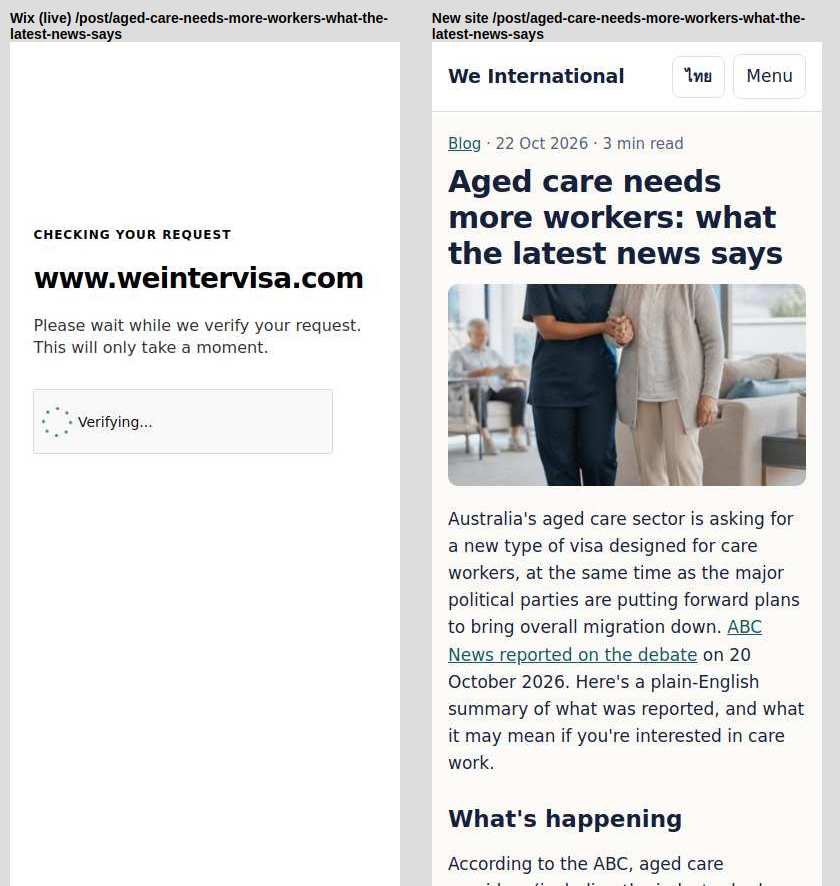 Wix (live) /post/aged-care-needs-more-workers-what-the-
latest-news-says
CHECKING YOUR REQUEST
www.weintervisa.com
Please wait while we verify your request.
This will only take a moment.
Verifying...
New site /post/aged-care-needs-more-workers-what-the-
latest-news-says
We International
ไทย
Menu
Blog · 22 Oct 2026 · 3 min read
Aged care needs
more workers: what
the latest news says
Australia's aged care sector is asking for
a new type of visa designed for care
workers, at the same time as the major
political parties are putting forward plans
to bring overall migration down. ABC
News reported on the debate on 20
October 2026. Here's a plain-English
summary of what was reported, and what
it may mean if you're interested in care
work.
What's happening
According to the ABC, aged care